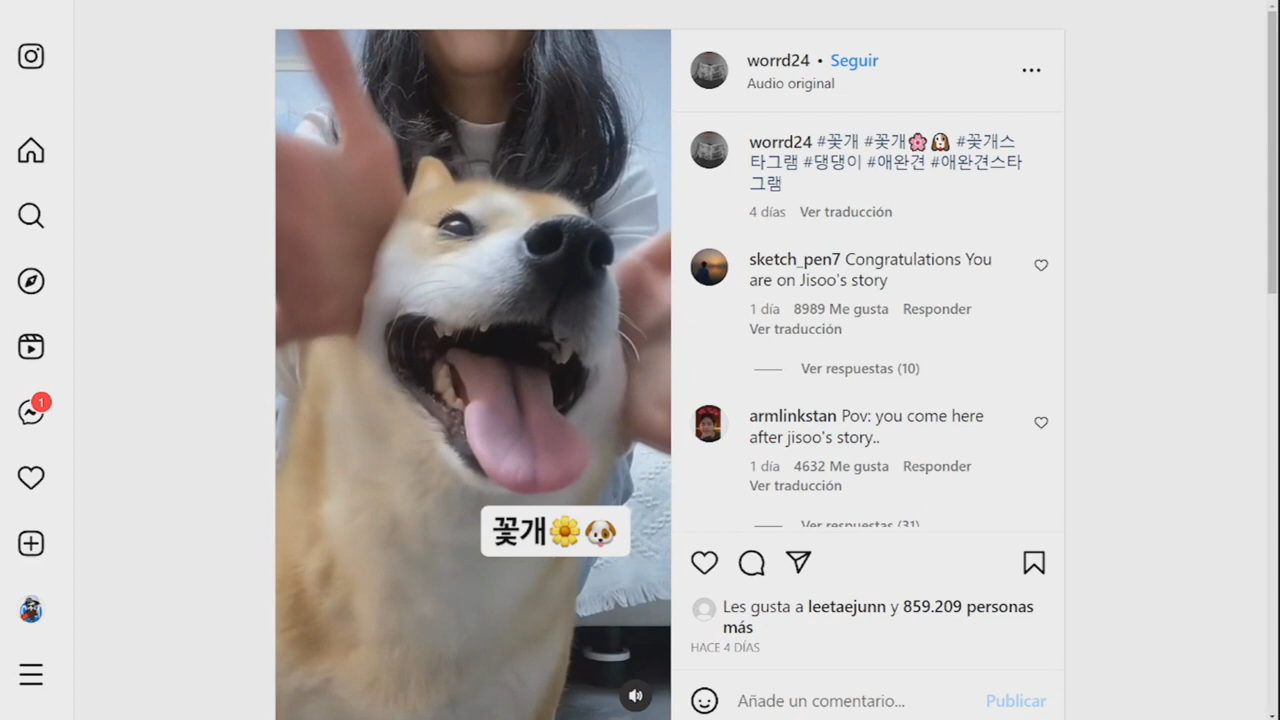 1
꽃개🌼🐶
worrd24 • Seguir
Audio original
worrd24 #꽃개 #꽃개🌸🐶 #꽃개스
타그램 #댕댕이 #애완견 #애완견스타
그램
4 días Ver traducción
sketch_pen7 Congratulations You
are on Jisoo's story
1 día 8989 Me gusta Responder
Ver traducción
Ver respuestas (10)
armlinkstan Pov: you come here
after jisoo's story..
1 día 4632 Me gusta Responder
Ver traducción
Ver respuestas (31)
Les gusta a leetaejunn y 859.209 personas
más
HACE 4 DÍAS
Añade un comentario... Publicar